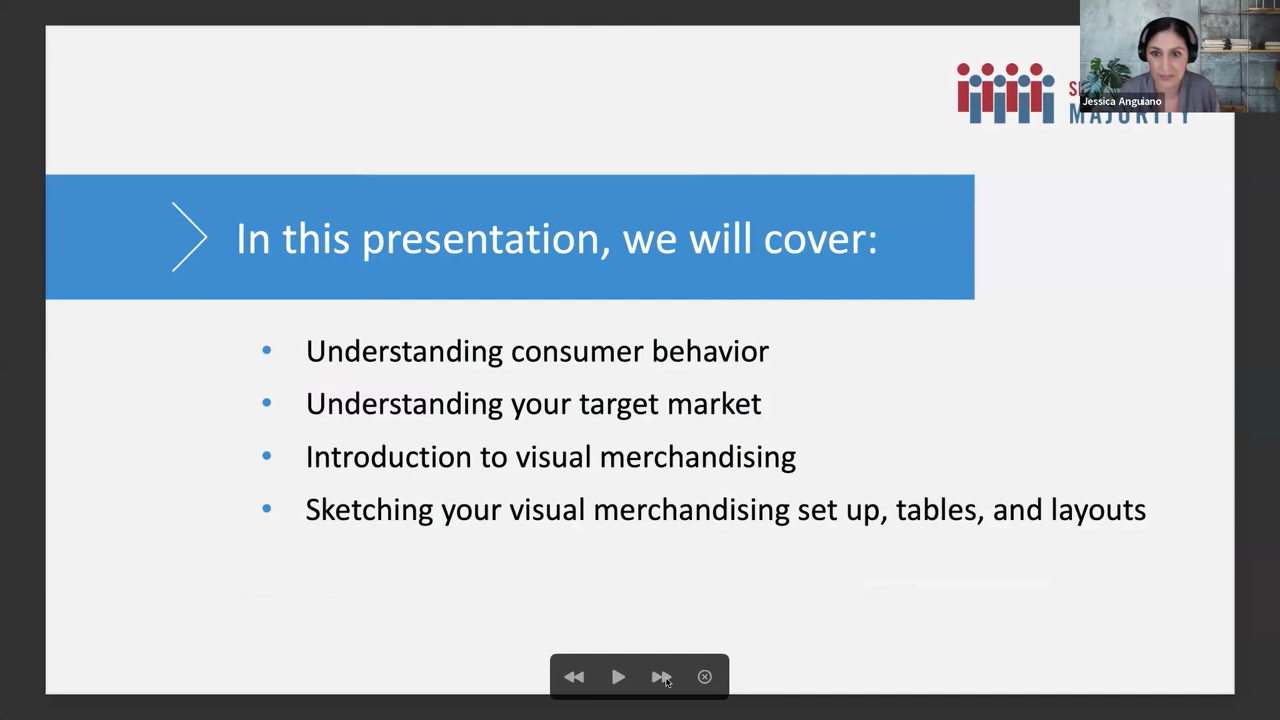 MAJORITY
Jessica Anguiano
In this presentation, we will cover:
• Understanding consumer behavior
• Understanding your target market
• Introduction to visual merchandising
• Sketching your visual merchandising set up, tables, and layouts